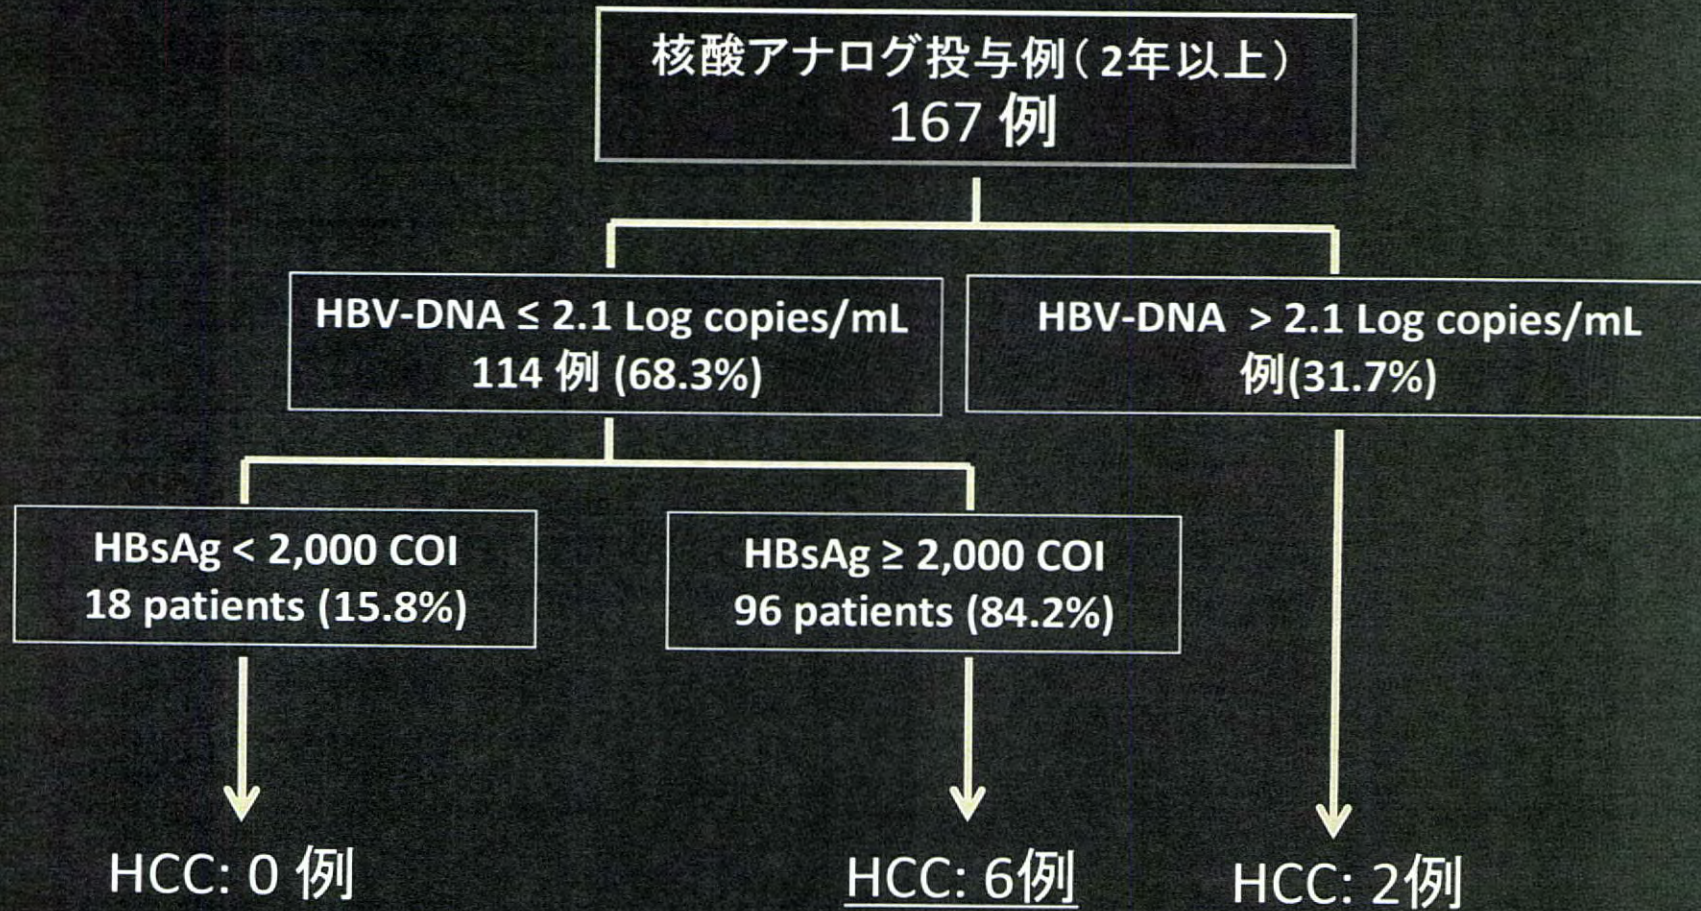 核酸アナログ投与例（2年以上）
167 例
HBV-DNA ≤ 2.1 Log copies/mL
114 例 (68.3%)
HBV-DNA > 2.1 Log copies/mL
例(31.7%)
HBsAg < 2,000 COI
18 patients (15.8%)
HBsAg ≥ 2,000 COI
96 patients (84.2%)
HCC: 0 例
HCC: 6例
HCC: 2例